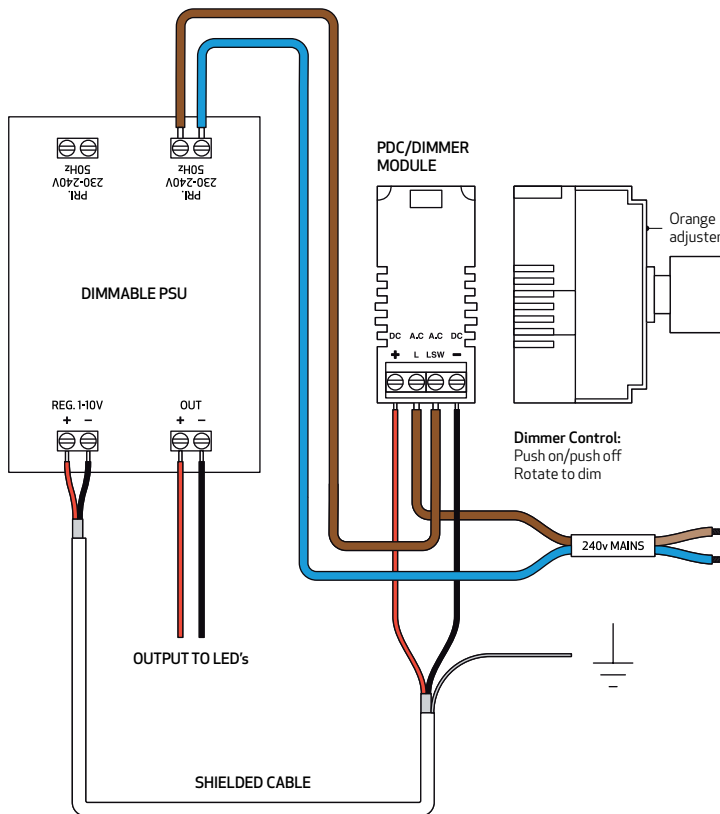 PRI.
230-240V
50Hz
PRI.
230-240V
50Hz
DIMMABLE PSU
REG. 1-10V
+ −
OUT
+ −
OUTPUT TO LED's
SHIELDED CABLE
PDC/DIMMER
MODULE
DC A.C A.C DC
+ L LSW −
Orange
adjuster
Dimmer Control:
Push on/push off
Rotate to dim
240v MAINS